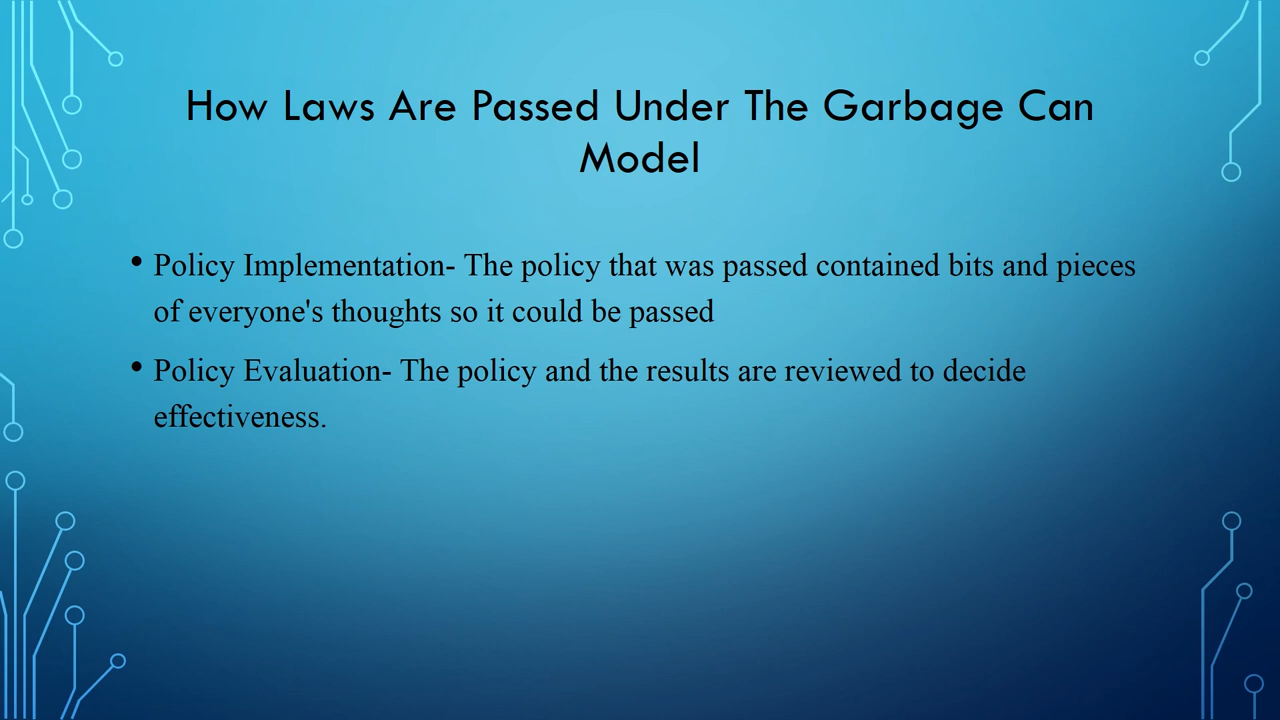 How Laws Are Passed Under The Garbage Can
Model
• Policy Implementation- The policy that was passed contained bits and pieces
of everyone's thoughts so it could be passed
• Policy Evaluation- The policy and the results are reviewed to decide
effectiveness.